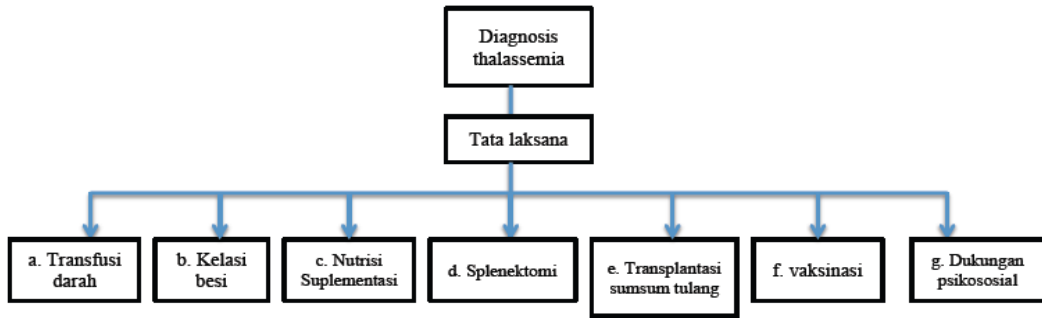 Diagnosis
thalassemia
Tata laksana
a. Transfusi
darah
b. Kelasi
besi
c. Nutrisi
Suplementasi
d. Splenektomi
e. Transplantasi
sumsum tulang
f. vaksinasi
g. Dukungan
psikososial